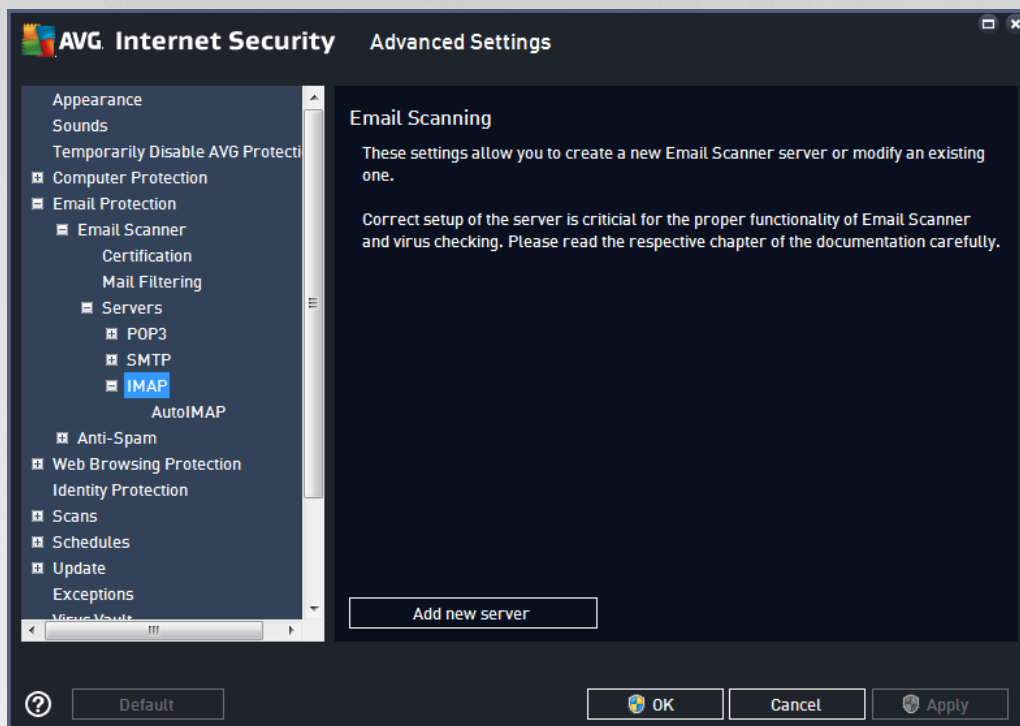 AVG Internet Security Advanced Settings
Appearance
Sounds
Temporarily Disable AVG Protecti
Computer Protection
Email Protection
Email Scanner
Certification
Mail Filtering
Servers
POP3
SMTP
IMAP
AutoIMAP
Anti-Spam
Web Browsing Protection
Identity Protection
Scans
Schedules
Update
Exceptions
Virus Vault
Email Scanning
These settings allow you to create a new Email Scanner server or modify an existing
one.
Correct setup of the server is criticial for the proper functionality of Email Scanner
and virus checking. Please read the respective chapter of the documentation carefully.
Add new server
? Default OK Cancel Apply